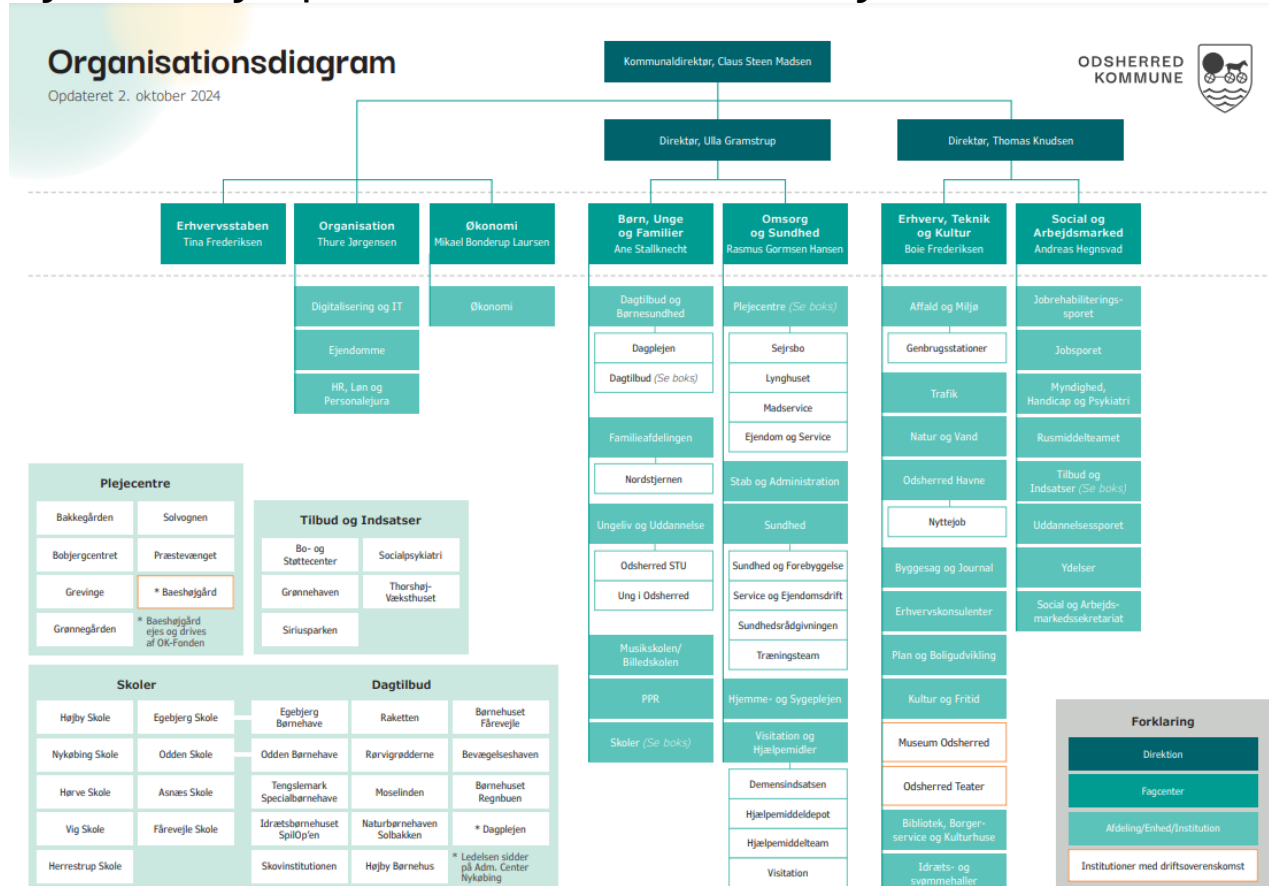 Organisationsdiagram
Opdateret 2. oktober 2024
ODSHERRED
KOMMUNE
Kommunaldirektør, Claus Steen Madsen
Direktør, Ulla Gramstrup
Direktør, Thomas Knudsen
Erhvervsstaben
Tina Frederiksen
Organisation
Thure Jørgensen
Økonomi
Mikael Bonderup Laursen
Børn, Unge
og Familier
Ane Stallknecht
Omsorg
og Sundhed
Rasmus Gormsen Hansen
Erhverv, Teknik
og Kultur
Boie Frederiksen
Social og
Arbejdsmarked
Andreas Hegnsvad
Digitalisering og IT
Ejendomme
HR, Løn og
Personalejura
Økonomi
Dagtilbud og
Børnesundhed
Dagplejen
Dagtilbud (Se boks)
Familieafdelingen
Nordstjernen
Ungeliv og Uddannelse
Odsherred STU
Ung i Odsherred
Musikskolen/
Billedskolen
PPR
Skoler (Se boks)
Plejecentre (Se boks)
Sejrsbo
Lynghuset
Madservice
Ejendom og Service
Stab og Administration
Sundhed
Sundhed og Forebyggelse
Service og Ejendomsdrift
Sundhedsrådgivningen
Træningsteam
Hjemme- og Sygeplejen
Visitation og
Hjælpemidler
Demensindsatsen
Hjælpemiddeldepot
Hjælpemiddelteam
Visitation
Affald og Miljø
Genbrugsstationer
Trafik
Natur og Vand
Odsherred Havne
Nyttejob
Byggesag og Journal
Erhvervskonsulenter
Plan og Boligudvikling
Kultur og Fritid
Museum Odsherred
Odsherred Teater
Bibliotek, Borger-
service og Kulturhuse
Idræts- og
svømmehaller
Jobrehabiliterings-
sporet
Jobsporet
Myndighed,
Handicap og Psykiatri
Rusmiddelteamet
Tilbud og
Indsatser (Se boks)
Uddannelsessporet
Ydelser
Social og Arbejds-
markedssekretariat
Plejecentre
Bakkegården
Solvognen
Bobjergcentret
Præstevænget
Grevinge
* Baeshøjgård
Grønnegården
* Baeshøjgård
ejes og drives
af OK-Fonden
Tilbud og Indsatser
Bo- og
Støttecenter
Socialpsykiatri
Grønnehaven
Thorshøj-
Væksthuset
Siriusparken
Skoler
Højby Skole
Egebjerg Skole
Nykøbing Skole
Odden Skole
Hørve Skole
Asnæs Skole
Vig Skole
Fårevejle Skole
Herrestrup Skole
Dagtilbud
Egebjerg
Børnehave
Raketten
Børnehuset
Fårevejle
Odden Børnehave
Rørvigrødderne
Bevægelseshaven
Tengslemark
Specialbørnehave
Moselinden
Børnehuset
Regnbuen
Idrætsbørnehuset
SpilOp'en
Naturbørnehaven
Solbakken
* Dagplejen
Skovinstitutionen
Højby Børnehus
* Ledelsen sidder
på Adm. Center
Nykøbing
Forklaring
Direktion
Fagcenter
Afdeling/Enhed/Institution
Institutioner med driftsoverenskomst